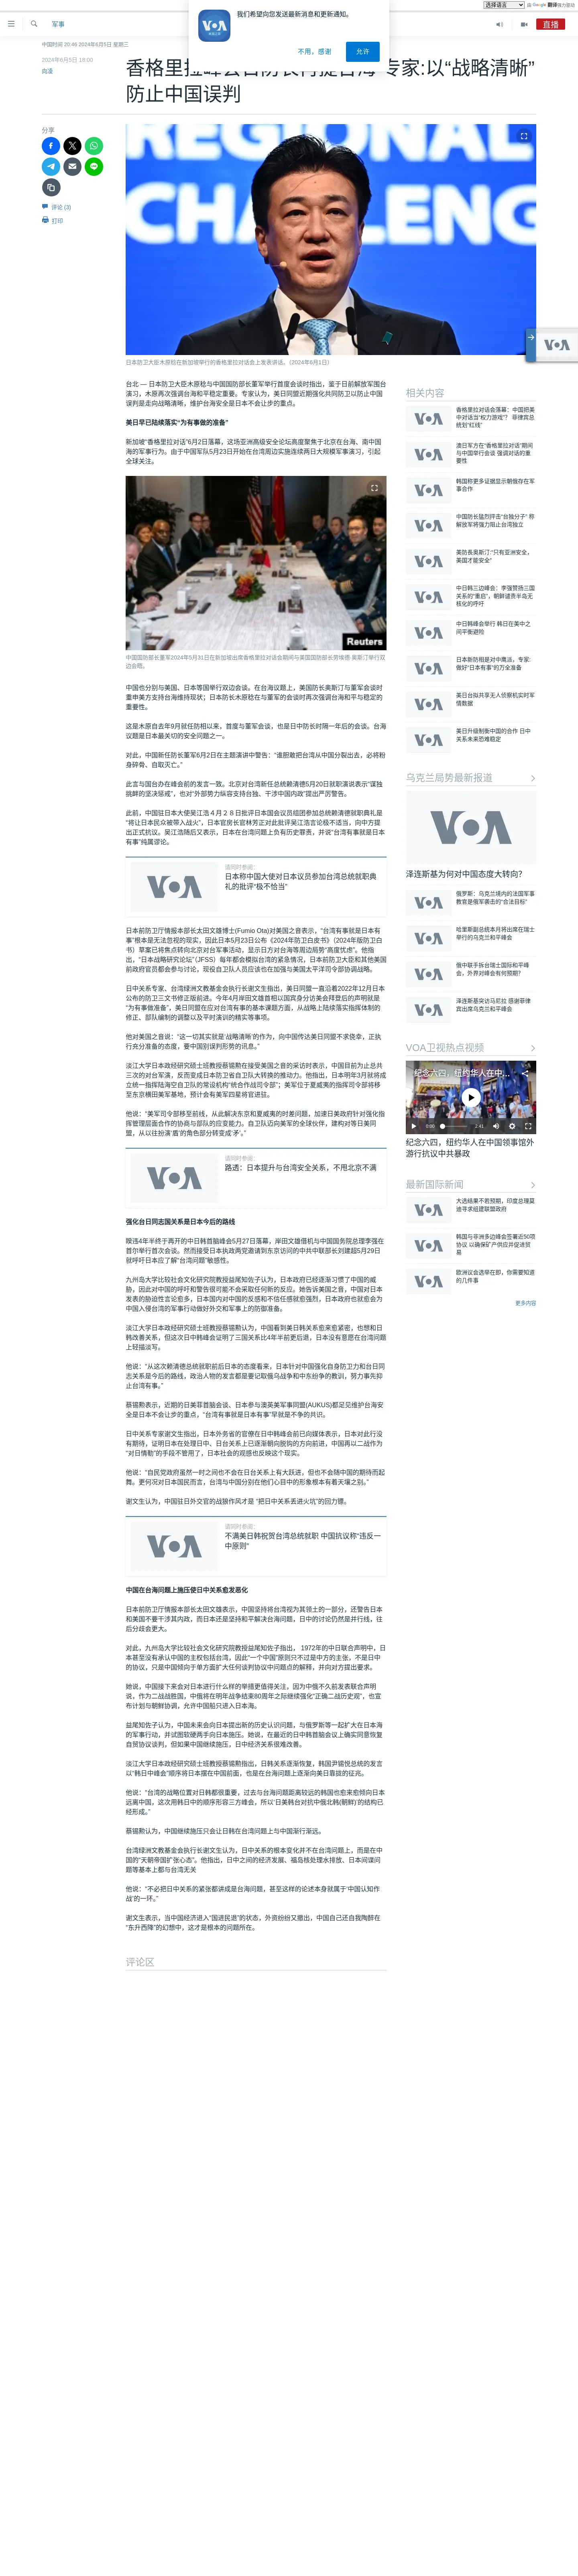 选择语言
由 Google 翻译强力驱动
军事
直播
VOA
我们希望向您发送最新消息和更新通知。
不用，感谢
允许
中国时间 20:46 2024年6月5日 星期三
2024年6月5日 18:00
向凌
专家:以“战略清晰”
防止中国误判
分享
评论 (3)
打印
日本防卫大臣木原稔在新加坡举行的香格里拉对话会上发表讲话。（2024年6月1日）
台北 — 日本防卫大臣木原稔与中国国防部长董军举行首度会谈时指出，鉴于日前解放军围台
演习，木原再次强调台海和平稳定重要。专家认为，美日同盟近期强化共同防卫以防止中国
误判是走向战略清晰，维护台海安全是日本不会让步的重点。
美日早已陆续落实“为有事做的准备”
新加坡“香格里拉对话”6月2日落幕，这场亚洲高级安全论坛高度聚焦于北京在台海、南中国
海的军事行为。由于中国军队5月23日开始在台湾周边实施连续两日大规模军事演习，引起
全球关注。
Reuters
中国国防部长董军2024年5月31日在新加坡出席香格里拉对话会期间与美国国防部长劳埃德·奥斯汀举行双
边会晤。
中国也分别与美国、日本等国举行双边会谈。在台海议题上，美国防长奥斯汀与董军会谈时
重申美方支持台海维持现状；日本防长木原稔在与董军的会谈时再次强调台海和平与稳定的
重要性。
这是木原自去年9月就任防相以来，首度与董军会谈，也是日中防长时隔一年后的会谈。台海
议题是日本最关切的安全问题之一。
对此，中国新任防长董军6月2日在主题演讲中警告：“谁胆敢把台湾从中国分裂出去，必将粉
身碎骨、自取灭亡。”
此言与国台办在峰会前的发言一致。北京对台湾新任总统赖清德5月20日就职演说表示“谋独
挑衅的坚决惩戒”，也对“外部势力纵容支持台独、干涉中国内政”提出严厉警告。
此前，中国驻日本大使吴江浩４月２８日批评日本国会议员组团参加总统赖清德就职典礼是
“将让日本民众被带入战火”，日本官房长官林芳正对此批评吴江浩言论极不适当，向中方提
出正式抗议。吴江浩随后又表示，日本在台湾问题上负有历史罪责，并说“台湾有事就是日本
有事”纯属谬论。
VOA
请同时参阅：
日本称中国大使对日本议员参加台湾总统就职典
礼的批评“极不恰当”
日本前防卫厅情报本部长太田文雄博士(Fumio Ota)对美国之音表示，“台湾有事就是日本有
事”根本是无法忽视的现实，因此日本5月23日公布《2024年防卫白皮书》(2024年版防卫白
书）草案已将焦点转向北京对台军事活动，显示日方对台海等周边局势“高度不稳”。他指
出，“日本战略研究论坛”（JFSS）每年都会模拟台湾的紧急情况，日本前防卫大臣和其他美国
前政府官员都会参与讨论，现役自卫队人员应该也在加强与美国太平洋司令部协调战略。
日中关系专家、台湾绿洲文教基金会执行长谢文生指出，美日同盟一直沿着2022年12月日本
公布的防卫三文书修正版前进。今年4月岸田文雄首相以国宾身分访美会拜登后的声明就是
“为有事做准备”，美日同盟在应对台湾有事的基本课题方面，从战略上陆续落实指挥体制的
修正、部队编制的调整以及平时演训的精实等事项。
他对美国之音说：“这一切其实就是‘战略清晰’的作为，向中国传达美日同盟不求侥幸，正执
行充分准备的态度，要中国别误判形势的讯息。”
淡江大学日本政经研究硕士班教授蔡锡勲在接受美国之音的采访时表示，中国目前为止总共
三次的对台军演，反而变成日本防卫自卫队大转换的推动力。他指出，日本明年3月就将成
立统一指挥陆海空自卫队的常设机构“统合作战司令部”；美军位于夏威夷的指挥司令部将移
至东京横田美军基地，预计会有美军四星将官进驻。
他说：“美军司令部移至前线，从此解决东京和夏威夷的时差问题，加速日美政府针对强化指
挥管理层面合作的协商与部队的应变能力。自卫队迈向美军的全球伙伴，建构对等日美同
盟，从以往扮演‘盾’的角色部分转变成‘矛’。”
VOA
请同时参阅：
路透：日本提升与台湾安全关系，不甩北京不满
强化台日同志国关系是日本今后的路线
睽违4年半终于再开的中日韩首脑峰会5月27日落幕，岸田文雄借机与中国国务院总理李强在
首尔举行首次会谈。然而接受日本执政两党邀请到东京访问的中共中联部长刘建超5月29日
就呼吁日本应了解“台湾问题”敏感性。
九州岛大学比较社会文化研究院教授益尾知佐子认为，日本政府已经逐渐习惯了中国的威
胁，因此对中国的呼吁和警告很可能不会采取任何新的反应。她告诉美国之音，中国对日本
发表的胁迫性言论愈多，日本国内对中国的反感和不信任感就愈强烈，日本政府也就愈会为
中国入侵台湾的军事行动做好外交和军事上的防御准备。
淡江大学日本政经研究硕士班教授蔡锡勲认为，中国看到美日韩关系愈来愈紧密，也想和日
韩改善关系，但这次日中韩峰会证明了三国关系比4年半前更后退，日本没有意愿在台湾问题
上轻描淡写。
他说：“从这次赖清德总统就职前后日本的态度看来，日本针对中国强化自身防卫力和台日同
志关系是今后的路线，政治人物的发言都是要记取俄乌战争和中东纷争的教训，努力事先抑
止台湾有事。”
蔡锡勲表示，近期的日美菲首脑会谈、日本参与澳英美军事同盟(AUKUS)都足见维护台海安
全是日本不会让步的重点，“台湾有事就是日本有事”早就是不争的共识。
日中关系专家谢文生指出，日本外务省的官僚在日中韩峰会前已向媒体表示，日本对此行没
有期待，证明日本在处理日中、日台关系上已逐渐朝向脱钩的方向前进，中国再以二战作为
“对日情勒”的手段不管用了，日本社会的观感也反映这个现实。
他说：“自民党政府虽然一时之间也不会在日台关系上有大跃进，但也不会随中国的期待而起
舞。更何况对日本国民而言，台湾与中国分别在他们心目中的形象根本有着天壤之别。”
谢文生认为，中国驻日外交官的战狼作风才是 “把日中关系丢进火坑”的回力镖。
VOA
请同时参阅：
不满美日韩祝贺台湾总统就职 中国抗议称“违反一
中原则”
中国在台海问题上施压使日中关系愈发恶化
日本前防卫厅情报本部长太田文雄表示，中国坚持将台湾视为其领土的一部分，还警告日本
和美国不要干涉其内政，而日本还是坚持和平解决台海问题，日中的讨论仍然是并行线，往
后分歧会更大。
对此，九州岛大学比较社会文化研究院教授益尾知佐子指出， 1972年的中日联合声明中，日
本甚至没有承认中国的主权包括台湾，因此“一个中国”原则只不过是中方的主张，不是日中
的协议，只是中国倾向于单方面扩大任何谈判协议中问题点的解释，并向对方提出要求。
她说，中国接下来会对日本进行什么样的举措更值得关注，因为中俄不久前发表联合声明
说，作为二战战胜国，中俄将在明年战争结束80周年之际继续强化“正确二战历史观”，也宣
布计划与朝鲜协调，允许中国船只进入日本海。
益尾知佐子认为，中国未来会向日本提出新的历史认识问题，与俄罗斯等一起扩大在日本海
的军事行动，并试图软硬两手向日本施压。她说，在最近的日中韩首脑会议上确实同意恢复
自贸协议谈判，但如果中国继续施压，日中经济关系很难改善。
淡江大学日本政经研究硕士班教授蔡锡勲指出，日韩关系逐渐恢复，韩国尹锡悦总统的发言
以“韩日中峰会”顺序将日本摆在中国前面，也是在台海问题上逐渐向美日靠拢的征兆。
他说：“台湾的战略位置对日韩都很重要，过去与台海问题距离较远的韩国也愈来愈倾向日本
远离中国，这次用韩日中的顺序形容三方峰会，所以‘日美韩台对抗中俄北韩(朝鲜)’的结构已
经形成。”
蔡锡勲认为，中国继续施压只会让日韩在台湾问题上与中国渐行渐远。
台湾绿洲文教基金会执行长谢文生认为，日中关系的根本变化并不在台湾问题上，而是在中
国的“天朝帝国扩张心态”。他指出，日中之间的经济发展、福岛核处理水排放、日本间谍问
题等基本上都与台湾无关
他说：“不必把日中关系的紧张都讲成是台海问题，甚至这样的论述本身就属于‘中国认知作
战’的一环。”
谢文生表示，当中国经济进入“国进民退”的状态，外资纷纷又撤出，中国自己还自我陶醉在
“东升西降”的幻想中，这才是根本的问题所在。
评论区
VOA
相关内容
香格里拉对话会落幕：中国把美
中对话当“权力游戏”？ 菲律宾总
统划“红线”
澳日军方在“香格里拉对话”期间
与中国举行会谈 强调对话的重
要性
韩国称更多证据显示朝俄存在军
事合作
中国防长猛烈抨击“台独分子” 称
解放军将强力阻止台湾独立
美防長奧斯汀:“只有亚洲安全，
美国才能安全”
中日韩三边峰会：李强赞扬三国
关系的“重启”，朝鲜谴责半岛无
核化的呼吁
中日韩峰会举行 韩日在美中之
间平衡避险
日本新防相是对中鹰派，专家:
做好“日本有事”的万全准备
美日台拟共享无人侦察机实时军
情数据
美日升级制衡中国的合作 日中
关系未来恐难稳定
乌克兰局势最新报道
VOA
泽连斯基为何对中国态度大转向？
俄罗斯：乌克兰境内的法国军事
教官是俄军袭击的“合法目标”
哈里斯副总统本月将出席在瑞士
举行的乌克兰和平峰会
俄中联手拆台瑞士国际和平峰
会，外界对峰会有何预期?
泽连斯基突访马尼拉 感谢菲律
宾出席乌克兰和平峰会
VOA卫视热点视频
纪念六四，纽约华人在中...
0:00
2:41
纪念六四，纽约华人在中国领事馆外
游行抗议中共暴政
最新国际新闻
大选结果不若预期，印度总理莫
迪寻求组建联盟政府
韩国与非洲多边峰会签署近50项
协议 以确保矿产供应并促进贸
易
欧洲议会选举在即，你需要知道
的几件事
更多内容